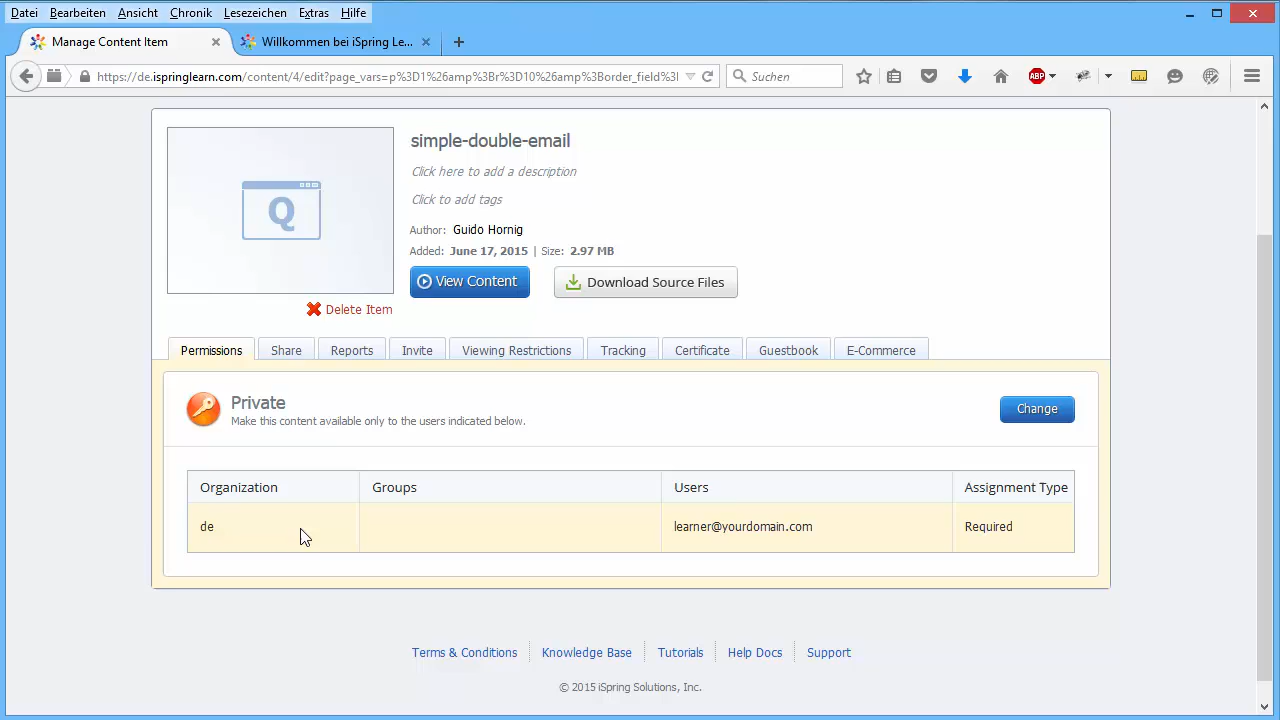 Datei Bearbeiten Ansicht Chronik Lesezeichen Extras Hilfe
Manage Content Item Willkommen bei iSpring Le...
https://de.ispringlearn.com/content/4/edit?page_vars=p%3D1%26amp%3Br%3D10%26amp%3Border_field%3I Suchen ABP
simple-double-email
Click here to add a description
Click to add tags
Author: Guido Hornig
Added: June 17, 2015 | Size: 2.97 MB
Q
View Content Download Source Files
Delete Item
Permissions Share Reports Invite Viewing Restrictions Tracking Certificate Guestbook E-Commerce
Private
Make this content available only to the users indicated below.
Change
Organization Groups Users Assignment Type
de learner@yourdomain.com Required
Terms & Conditions Knowledge Base Tutorials Help Docs Support
© 2015 iSpring Solutions, Inc.